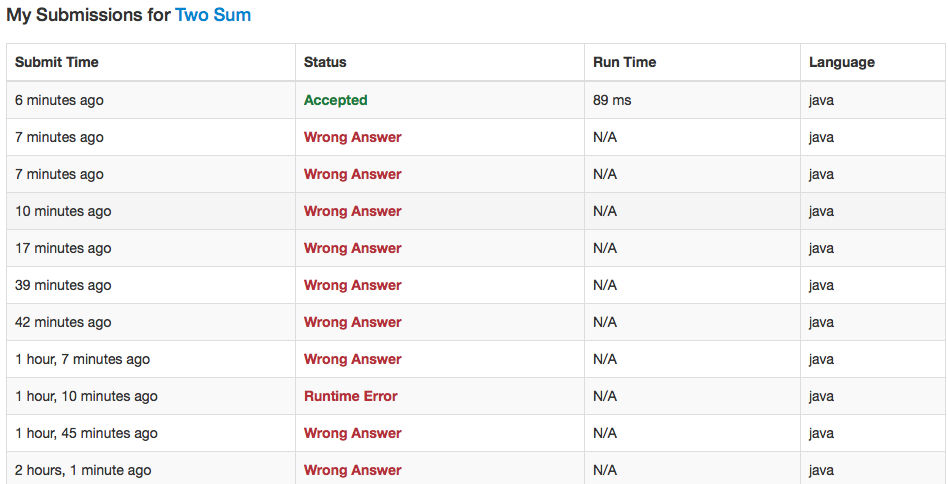 My Submissions for Two Sum
Submit Time Status Run Time Language
6 minutes ago Accepted 89 ms java
7 minutes ago Wrong Answer N/A java
7 minutes ago Wrong Answer N/A java
10 minutes ago Wrong Answer N/A java
17 minutes ago Wrong Answer N/A java
39 minutes ago Wrong Answer N/A java
42 minutes ago Wrong Answer N/A java
1 hour, 7 minutes ago Wrong Answer N/A java
1 hour, 10 minutes ago Runtime Error N/A java
1 hour, 45 minutes ago Wrong Answer N/A java
2 hours, 1 minute ago Wrong Answer N/A java